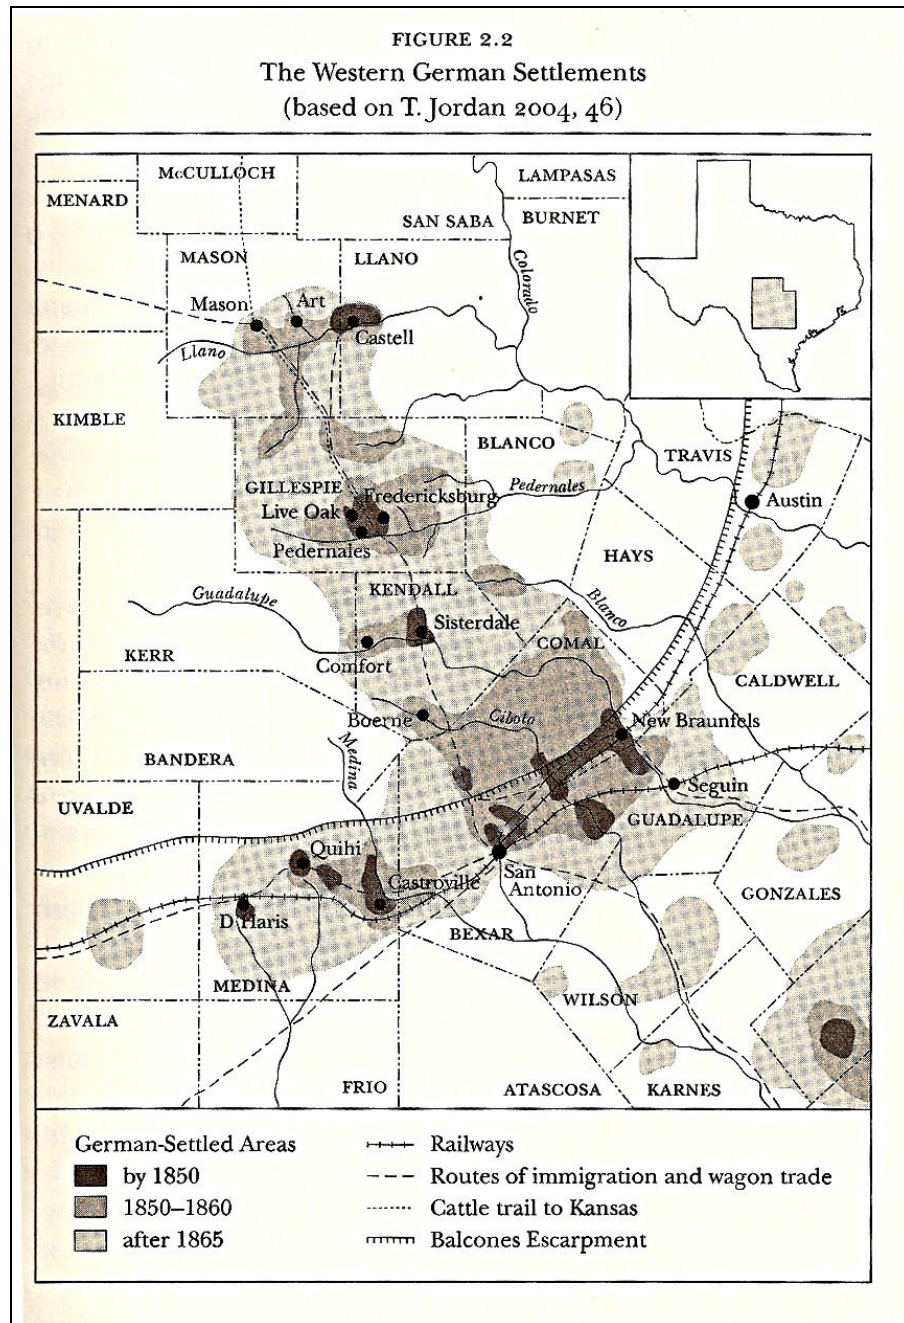 FIGURE 2.2
The Western German Settlements
(based on T. Jordan 2004, 46)
McCULLOCH
LAMPASAS
MENARD
SAN SABA
BURNET
MASON
LLANO
Colorado
Mason
Art
Castell
Llano
KIMBLE
BLANCO
TRAVIS
GILLESPIE
Fredericksburg
Pedernales
Live Oak
Austin
Pedernales
HAYS
KENDALL
Guadalupe
Blanco
Sisterdale
COMAL
KERR
Comfort
CALDWELL
Boerne
Cibolo
New Braunfels
Medina
BANDERA
Seguin
UVALDE
GUADALUPE
Quihi
San
Antonio
Castroville
GONZALES
D'Haris
BEXAR
MEDINA
WILSON
ZAVALA
FRIO
ATASCOSA
KARNES
German-Settled Areas
by 1850
1850–1860
after 1865
Railways
Routes of immigration and wagon trade
Cattle trail to Kansas
Balcones Escarpment